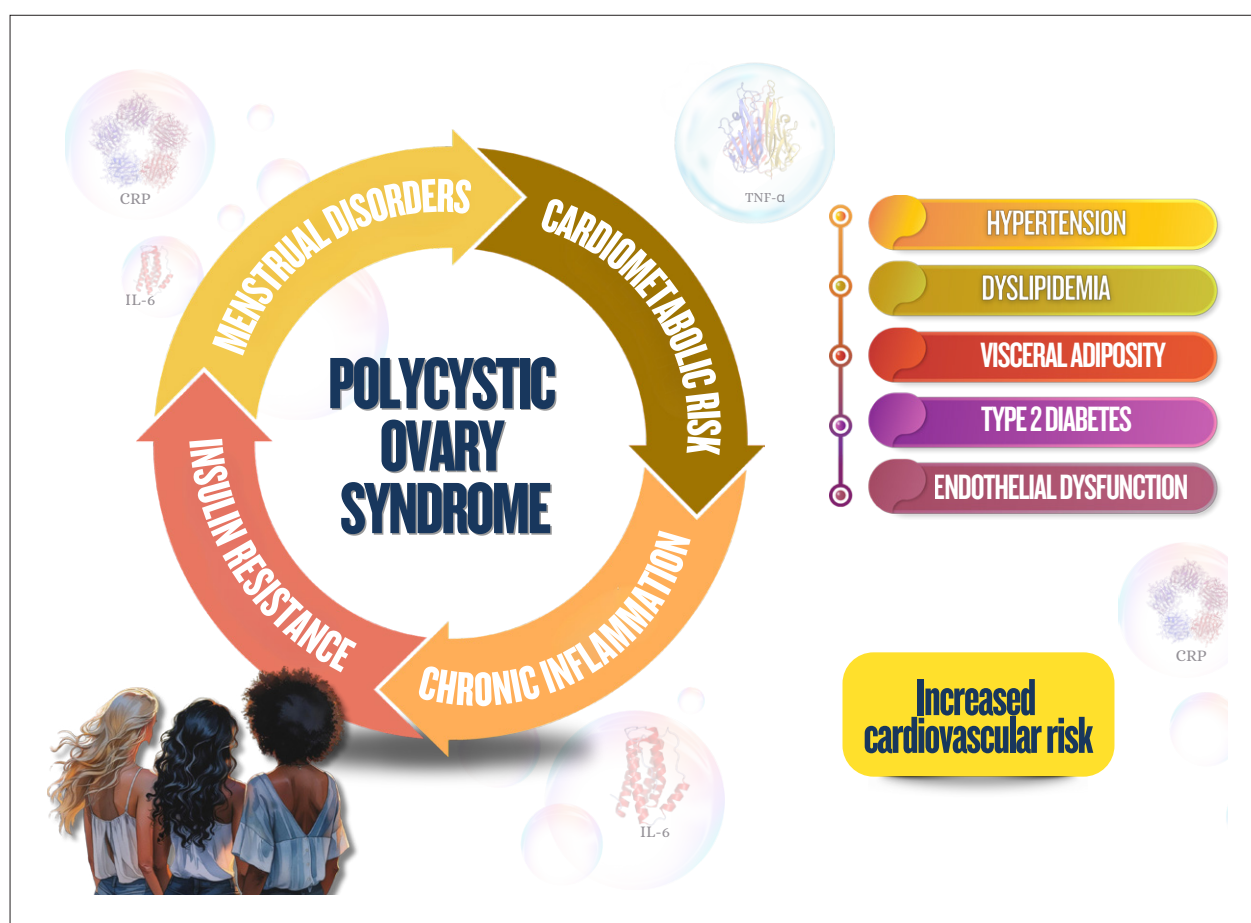 CRP
IL-6
TNF-α
MENSTRUAL DISORDERS
CARDIOMETABOLIC RISK
CHRONIC INFLAMMATION
INSULIN RESISTANCE
POLYCYSTIC
OVARY
SYNDROME
HYPERTENSION
DYSLIPIDEMIA
VISCERAL ADIPOSITY
TYPE 2 DIABETES
ENDOTHELIAL DYSFUNCTION
CRP
Increased
cardiovascular risk
IL-6